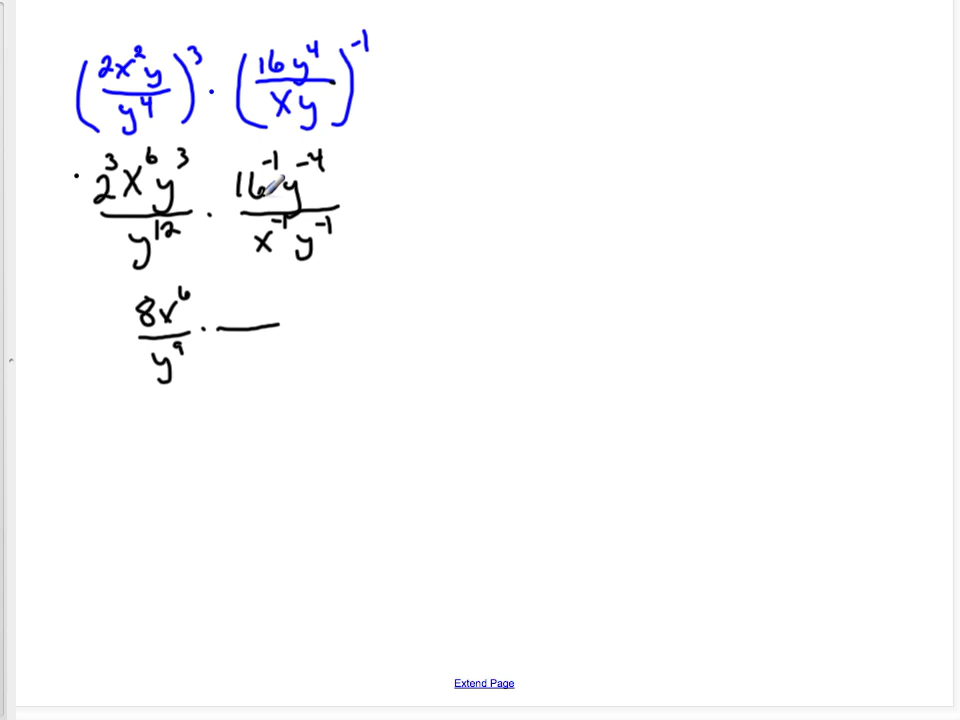 (2x²y / y⁴)³ · (16y⁴ / xy)⁻¹
2³x⁶y³ / y¹² · 16⁻¹y⁻⁴ / x⁻¹y⁻¹
8x⁶ / y⁹ · —
Extend Page